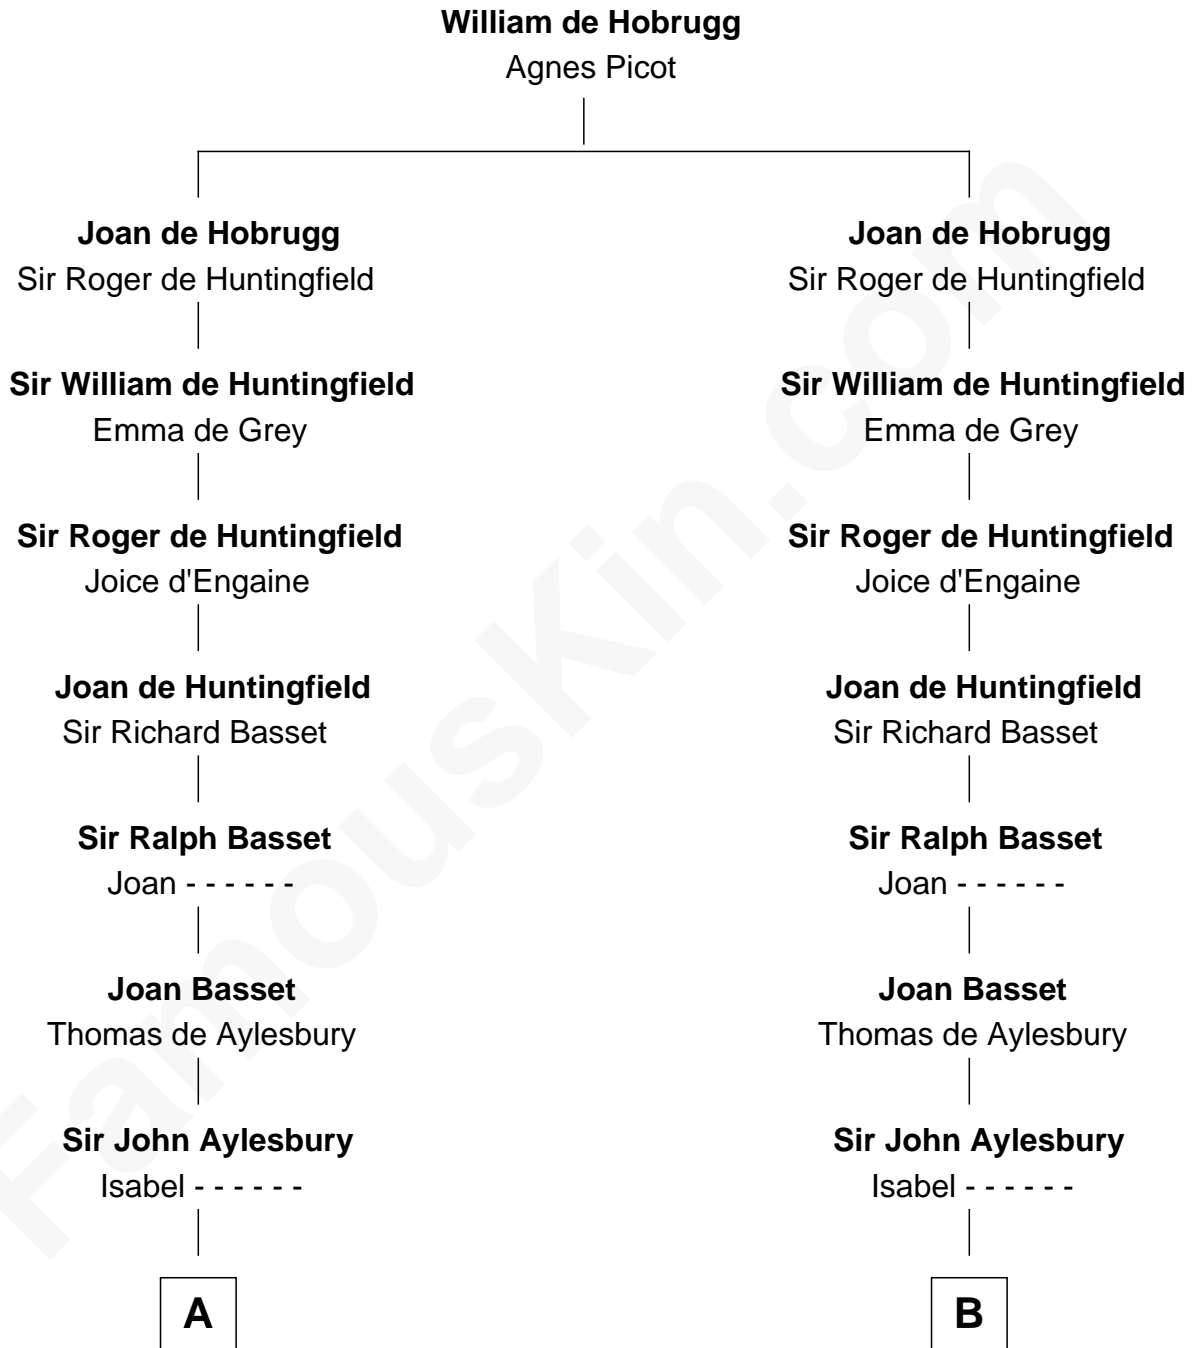 William de Hobrugg
Agnes Picot
Joan de Hobrugg
Sir Roger de Huntingfield
Sir William de Huntingfield
Emma de Grey
Sir Roger de Huntingfield
Joice d'Engaine
Joan de Huntingfield
Sir Richard Basset
Sir Ralph Basset
Joan - - - - - -
Joan Basset
Thomas de Aylesbury
Sir John Aylesbury
Isabel - - - - - -
A
Joan de Hobrugg
Sir Roger de Huntingfield
Sir William de Huntingfield
Emma de Grey
Sir Roger de Huntingfield
Joice d'Engaine
Joan de Huntingfield
Sir Richard Basset
Sir Ralph Basset
Joan - - - - - -
Joan Basset
Thomas de Aylesbury
Sir John Aylesbury
Isabel - - - - - -
B
FamousKin.com